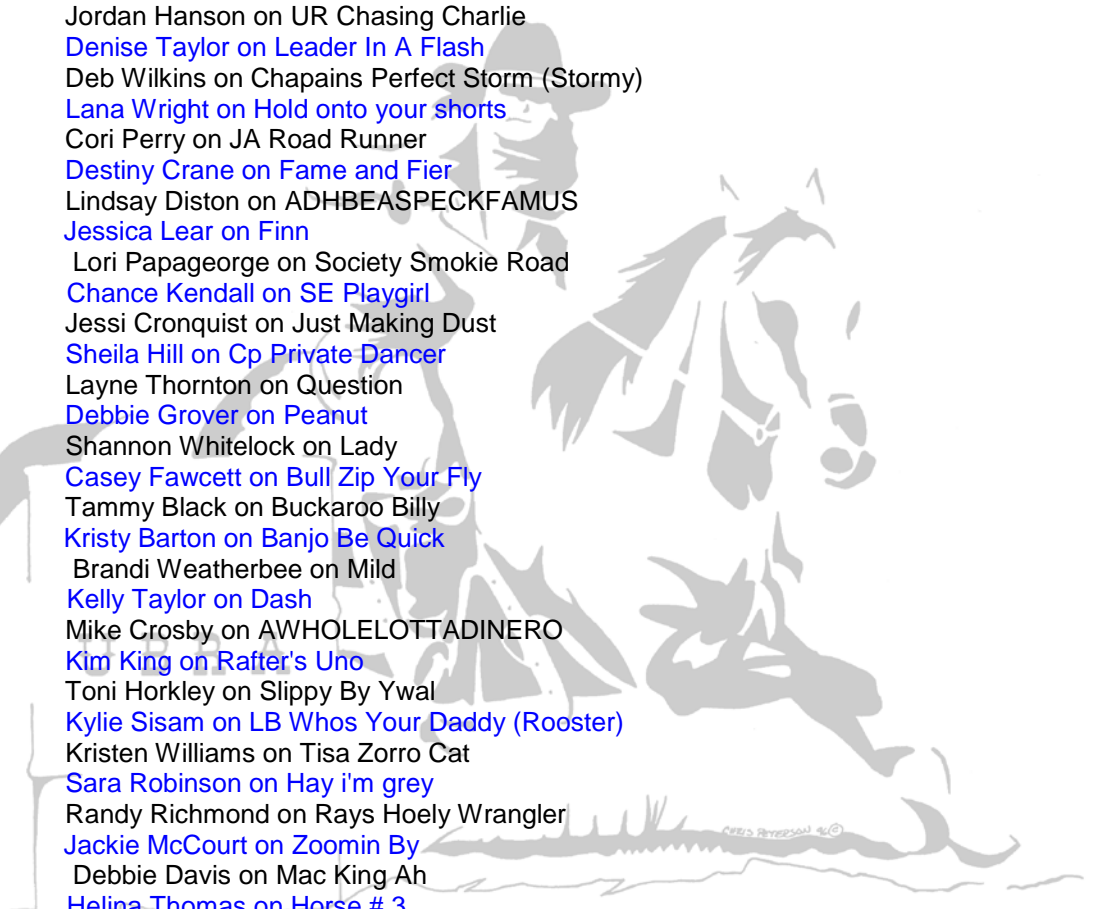 Jordan Hanson on UR Chasing Charlie
Denise Taylor on Leader In A Flash
Deb Wilkins on Chapains Perfect Storm (Stormy)
Lana Wright on Hold onto your shorts
Cori Perry on JA Road Runner
Destiny Crane on Fame and Fier
Lindsay Diston on ADHBEASPECKFAMUS
Jessica Lear on Finn
Lori Papageorge on Society Smokie Road
Chance Kendall on SE Playgirl
Jessi Cronquist on Just Making Dust
Sheila Hill on Cp Private Dancer
Layne Thornton on Question
Debbie Grover on Peanut
Shannon Whitelock on Lady
Casey Fawcett on Bull Zip Your Fly
Tammy Black on Buckaroo Billy
Kristy Barton on Banjo Be Quick
Brandi Weatherbee on Mild
Kelly Taylor on Dash
Mike Crosby on AWHOLELOTTADINERO
UBRA
Kim King on Rafter's Uno
Toni Horkley on Slippy By Ywal
Kylie Sisam on LB Whos Your Daddy (Rooster)
Kristen Williams on Tisa Zorro Cat
Sara Robinson on Hay i'm grey
Randy Richmond on Rays Hoely Wrangler
CHRIS PETERSON 96©
Jackie McCourt on Zoomin By
Debbie Davis on Mac King Ah
Helina Thomas on Horse # 3